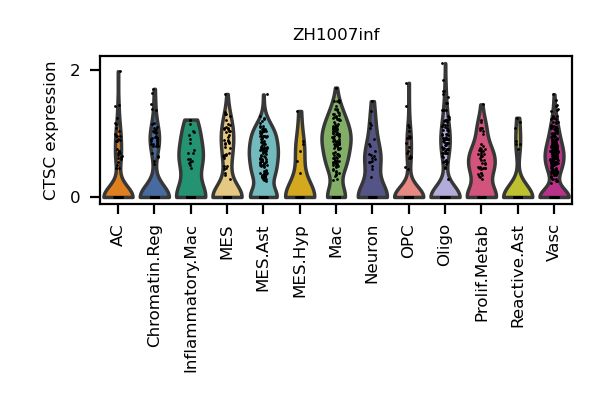 ZH1007inf
CTSC expression
2
0
AC
Chromatin.Reg
Inflammatory.Mac
MES
MES.Ast
MES.Hyp
Mac
Neuron
OPC
Oligo
Prolif.Metab
Reactive.Ast
Vasc